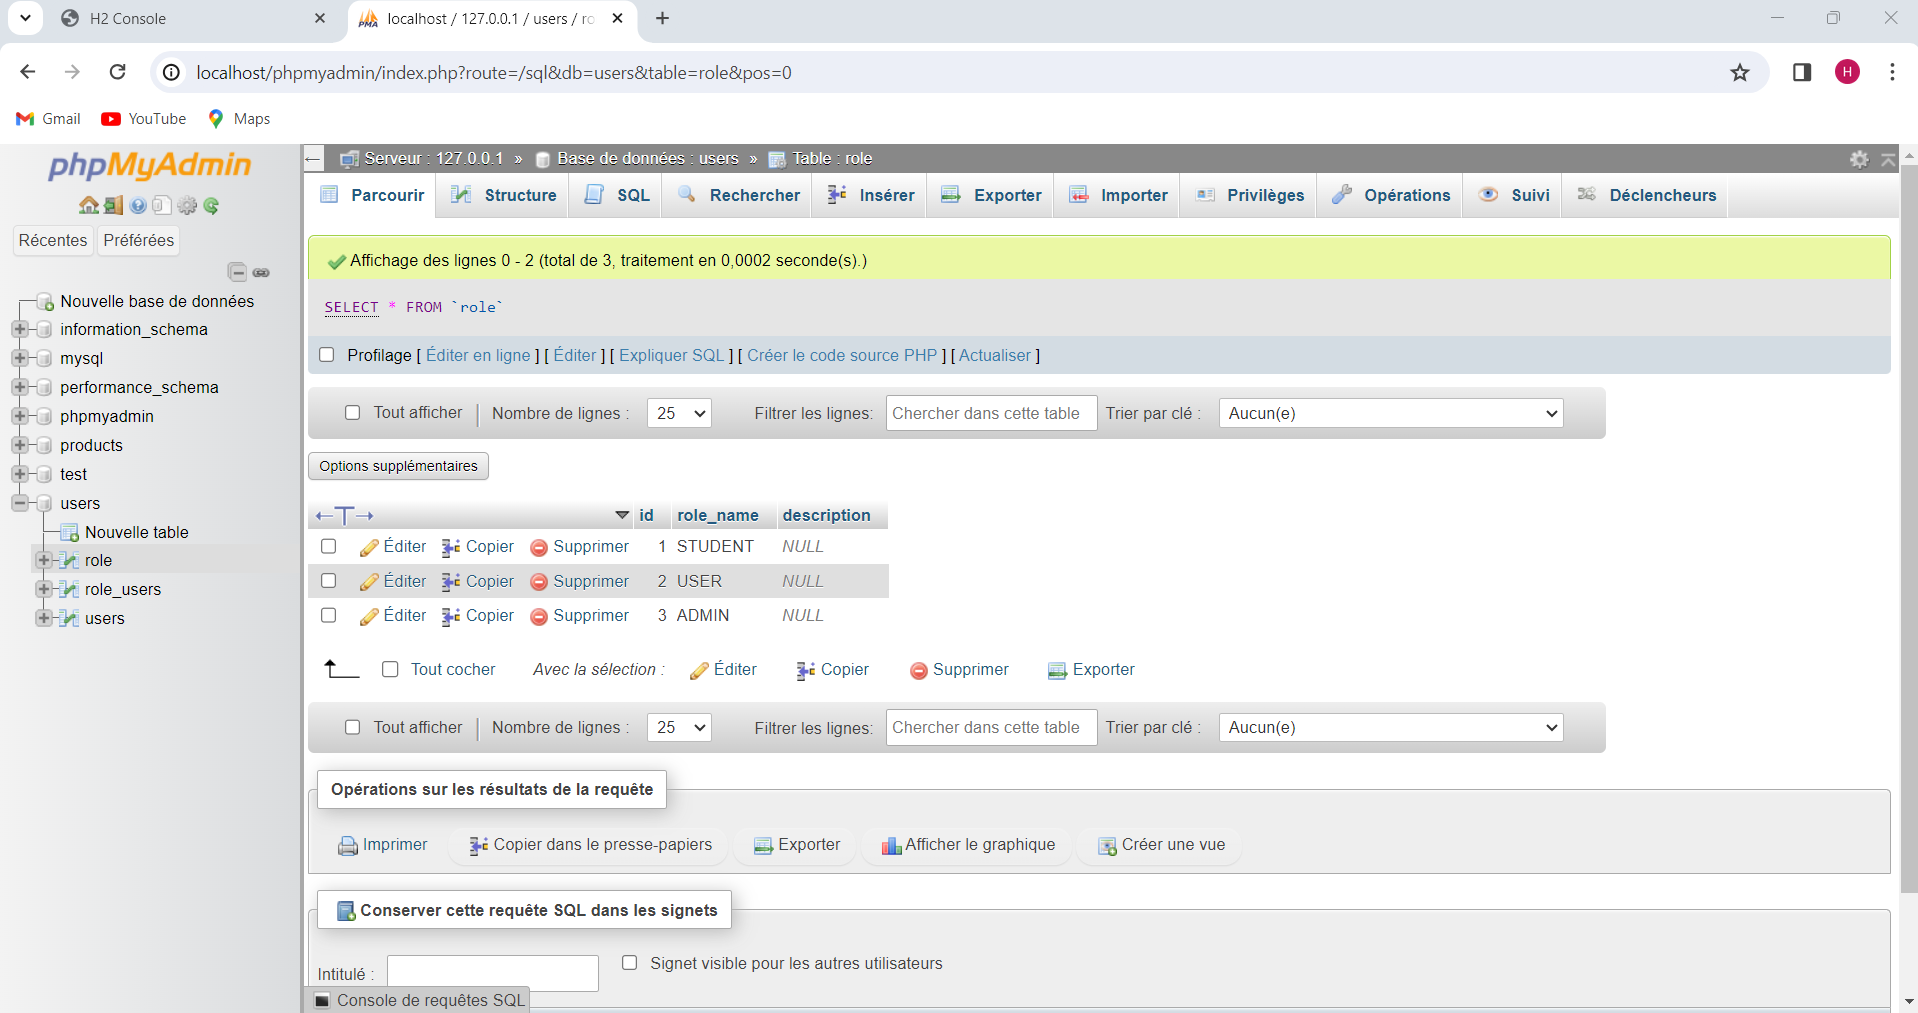 H2 Console
localhost / 127.0.0.1 / users / ro
localhost/phpmyadmin/index.php?route=/sql&db=users&table=role&pos=0
H
Gmail YouTube Maps
phpMyAdmin
Récentes Préférées
Nouvelle base de données
information_schema
mysql
performance_schema
phpmyadmin
products
test
users
Nouvelle table
role
role_users
users
Serveur : 127.0.0.1 » Base de données : users » Table : role
Parcourir Structure SQL Rechercher Insérer Exporter Importer Privilèges Opérations Suivi Déclencheurs
Affichage des lignes 0 - 2 (total de 3, traitement en 0,0002 seconde(s).)
SELECT * FROM `role`
Profilage [ Éditer en ligne ] [ Éditer ] [ Expliquer SQL ] [ Créer le code source PHP ] [ Actualiser ]
Tout afficher | Nombre de lignes : 25 Filtrer les lignes: Chercher dans cette table Trier par clé : Aucun(e)
Options supplémentaires
←T→ id role_name description
Éditer Copier Supprimer 1 STUDENT NULL
Éditer Copier Supprimer 2 USER NULL
Éditer Copier Supprimer 3 ADMIN NULL
Tout cocher Avec la sélection : Éditer Copier Supprimer Exporter
Tout afficher | Nombre de lignes : 25 Filtrer les lignes: Chercher dans cette table Trier par clé : Aucun(e)
Opérations sur les résultats de la requête
Imprimer Copier dans le presse-papiers Exporter Afficher le graphique Créer une vue
Conserver cette requête SQL dans les signets
Intitulé : Signet visible pour les autres utilisateurs
Console de requêtes SQL